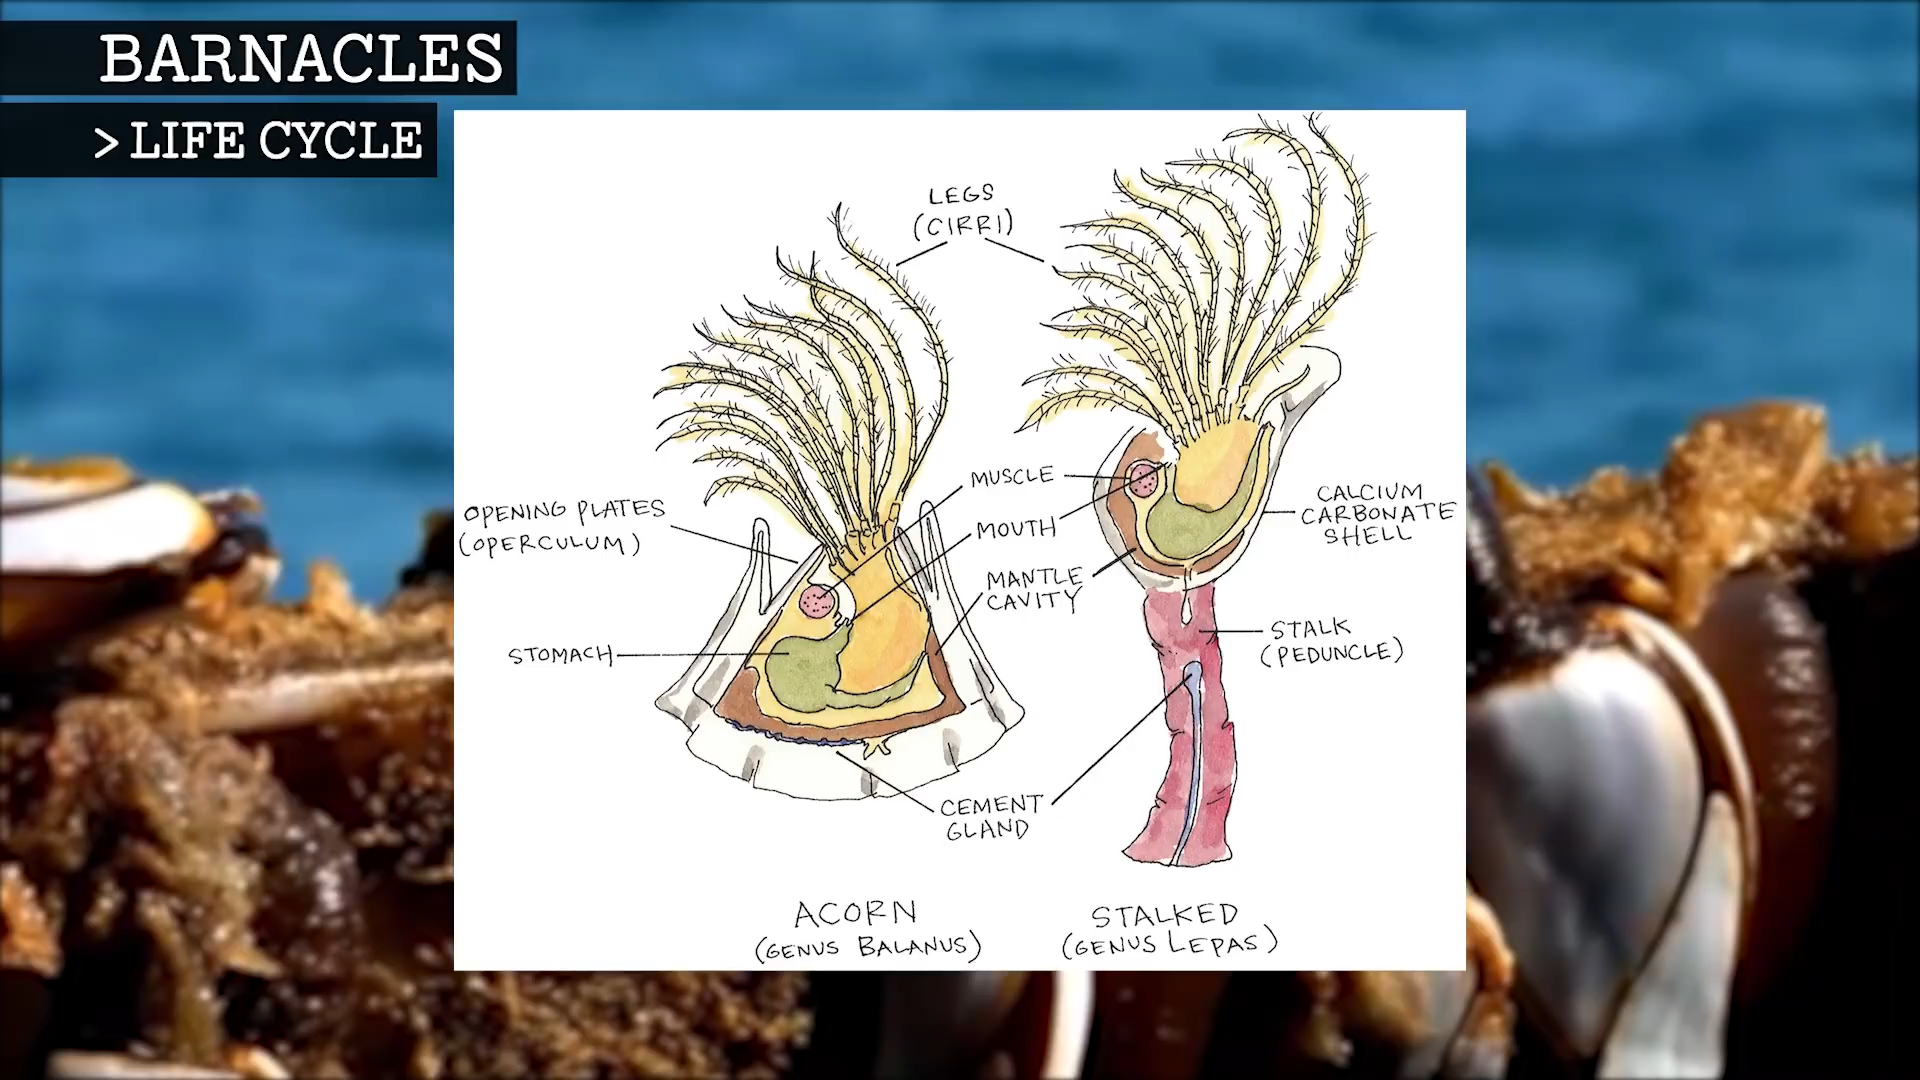 BARNACLES
> LIFE CYCLE
LEGS
(CIRRI)
MUSCLE
OPENING PLATES
(OPERCULUM)
MOUTH
CALCIUM
CARBONATE
SHELL
MANTLE
CAVITY
STOMACH
STALK
(PEDUNCLE)
CEMENT
GLAND
ACORN
(GENUS BALANUS)
STALKED
(GENUS LEPAS)